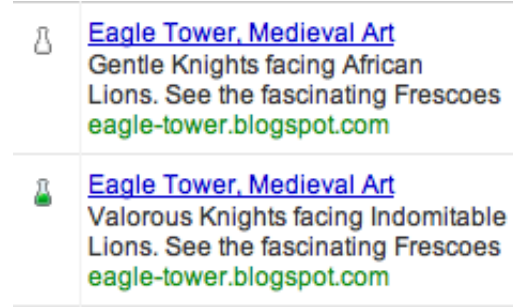 Eagle Tower, Medieval Art
Gentle Knights facing African
Lions. See the fascinating Frescoes
eagle-tower.blogspot.com
Eagle Tower, Medieval Art
Valorous Knights facing Indomitable
Lions. See the fascinating Frescoes
eagle-tower.blogspot.com